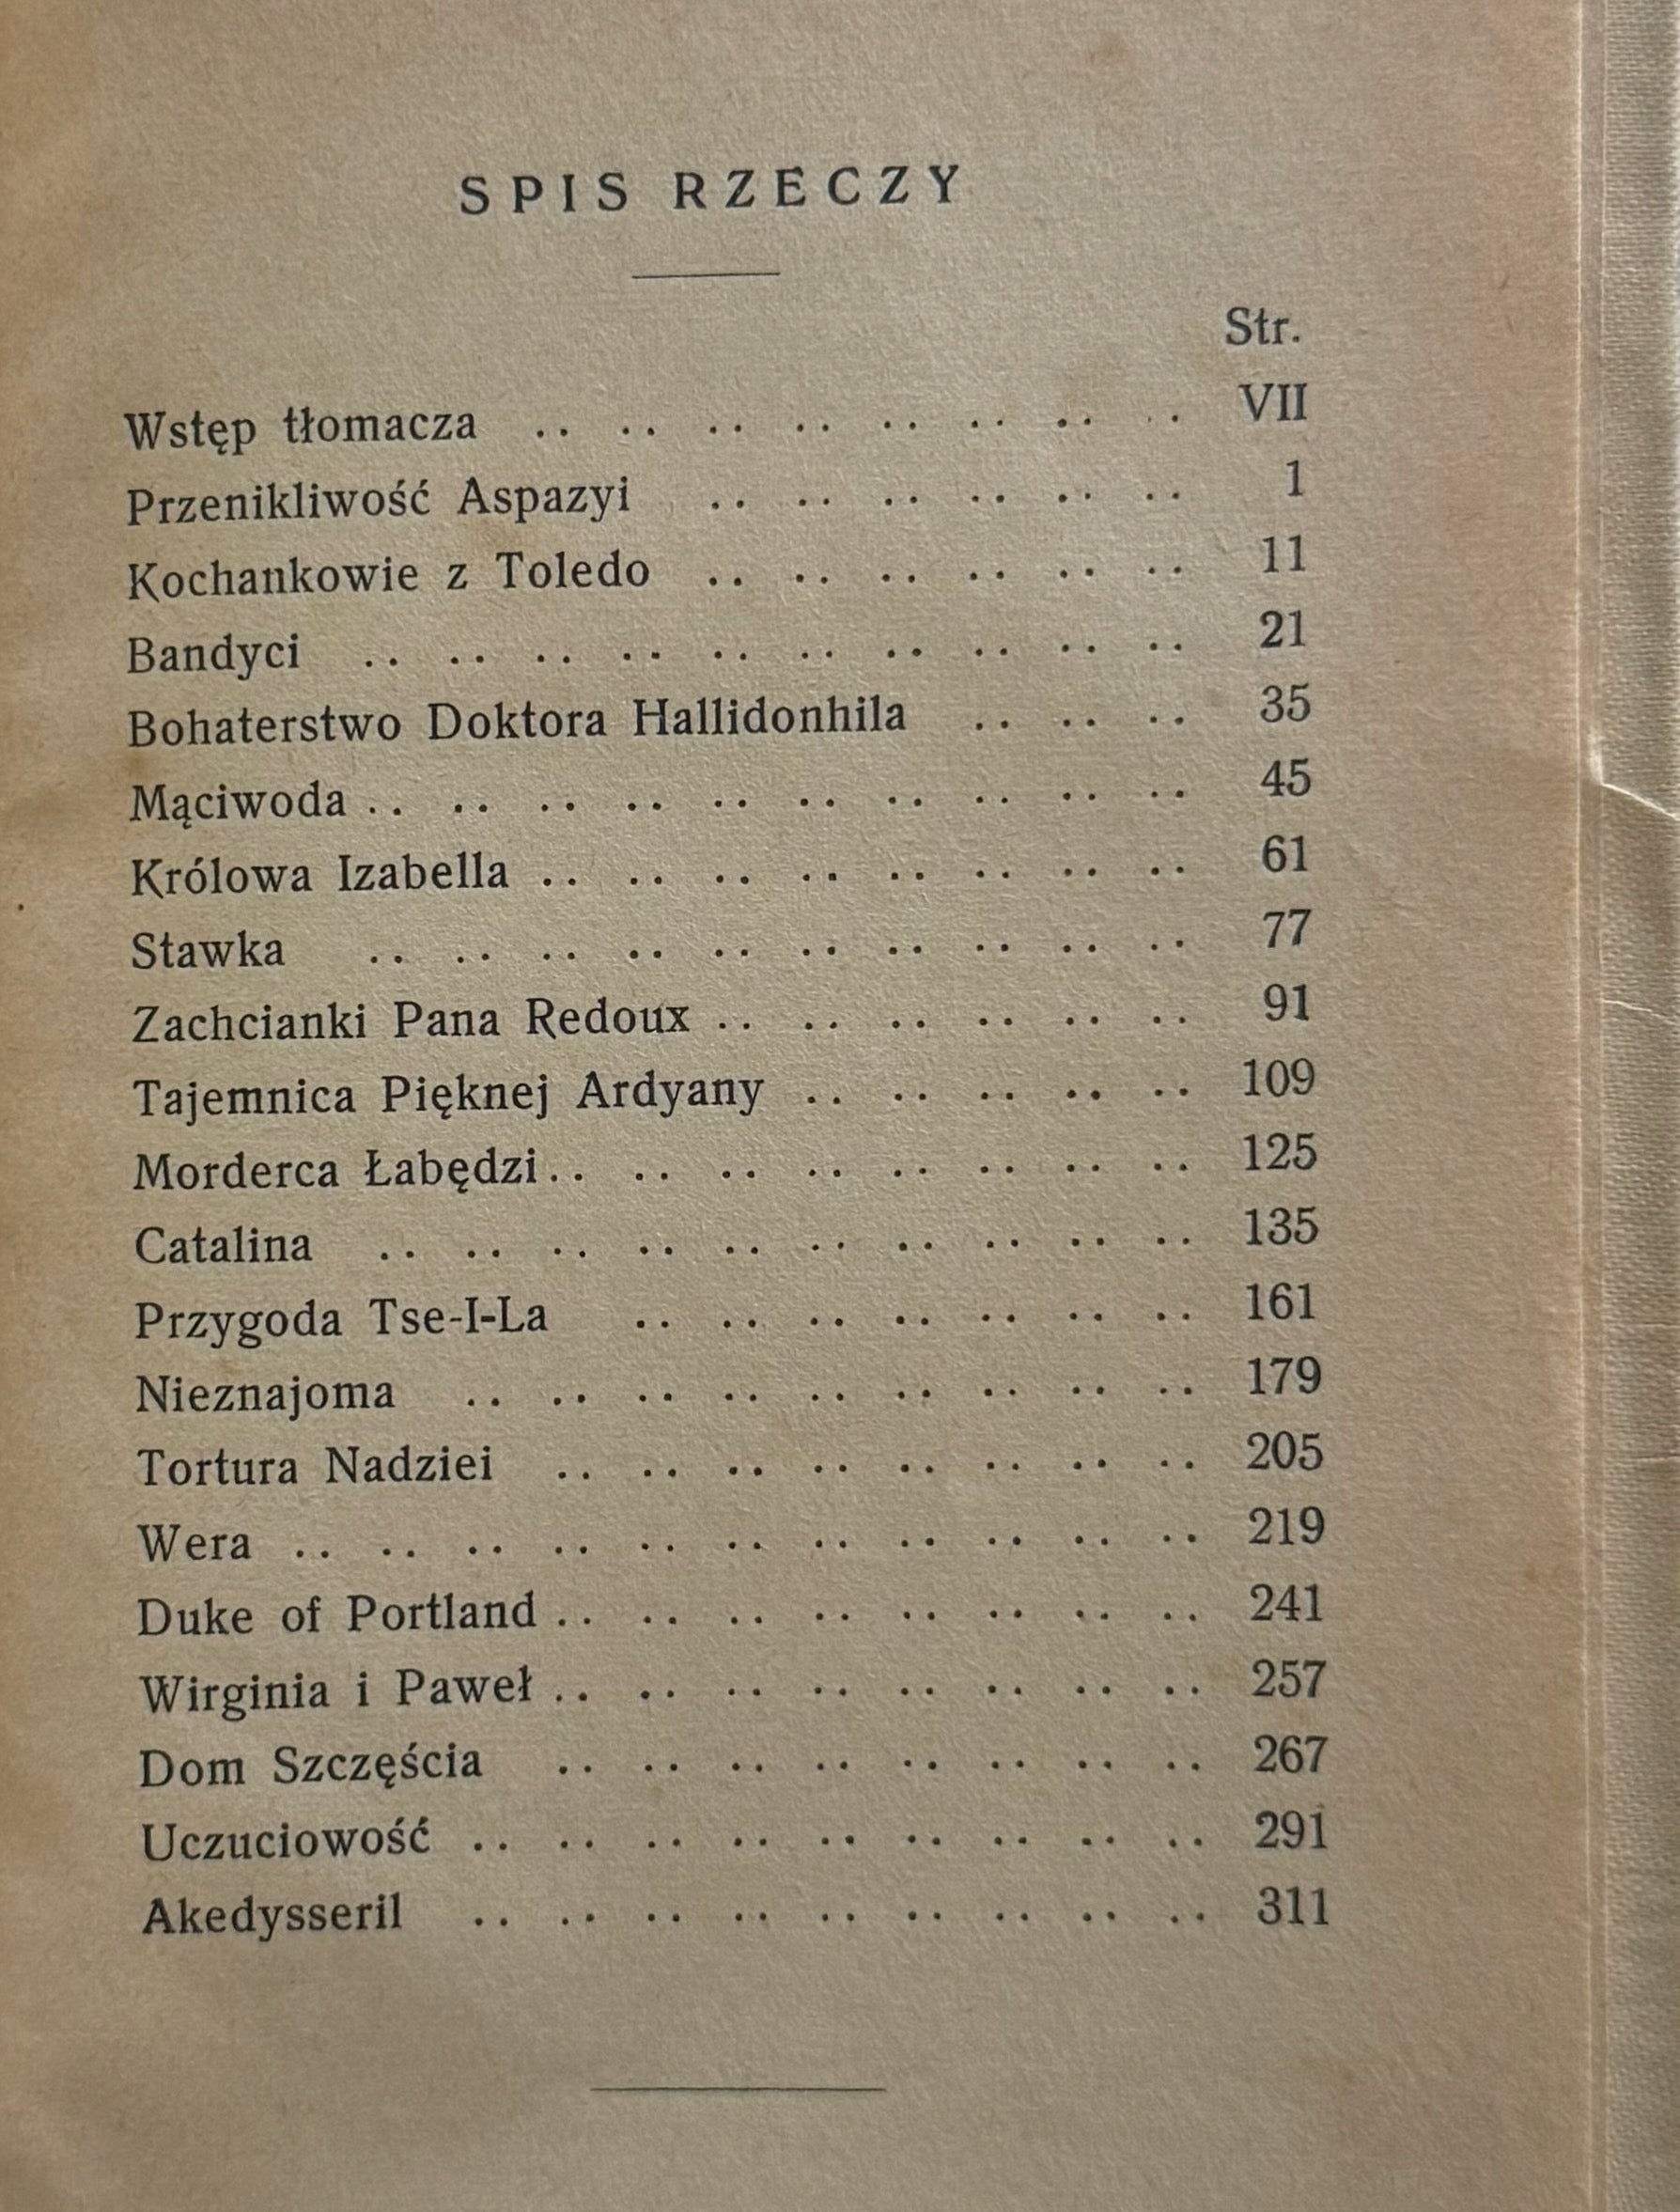 SPIS RZECZY
Str.
Wstęp tłomacza .. .. .. .. .. .. .. . VII
Przenikliwość Aspazyi .. .. .. .. .. .. 1
Kochankowie z Toledo .. .. .. .. .. .. 11
Bandyci .. .. .. .. .. .. .. .. .. .. 21
Bohaterstwo Doktora Hallidonhila .. .. .. 35
Mąciwoda .. .. .. .. .. .. .. .. .. .. 45
Królowa Izabella .. .. .. .. .. .. .. .. 61
Stawka .. .. .. .. .. .. .. .. .. .. 77
Zachcianki Pana Redoux .. .. .. .. .. .. 91
Tajemnica Pięknej Ardyany .. .. .. .. .. 109
Morderca Łabędzi .. .. .. .. .. .. .. .. 125
Catalina .. .. .. .. .. .. .. .. .. .. 135
Przygoda Tse-I-La .. .. .. .. .. .. .. 161
Nieznajoma .. .. .. .. .. .. .. .. .. 179
Tortura Nadziei .. .. .. .. .. .. .. .. 205
Wera .. .. .. .. .. .. .. .. .. .. .. 219
Duke of Portland .. .. .. .. .. .. .. .. 241
Wirginia i Paweł .. .. .. .. .. .. .. .. 257
Dom Szczęścia .. .. .. .. .. .. .. .. 267
Uczuciowość .. .. .. .. .. .. .. .. .. 291
Akedysseril .. .. .. .. .. .. .. .. .. 311